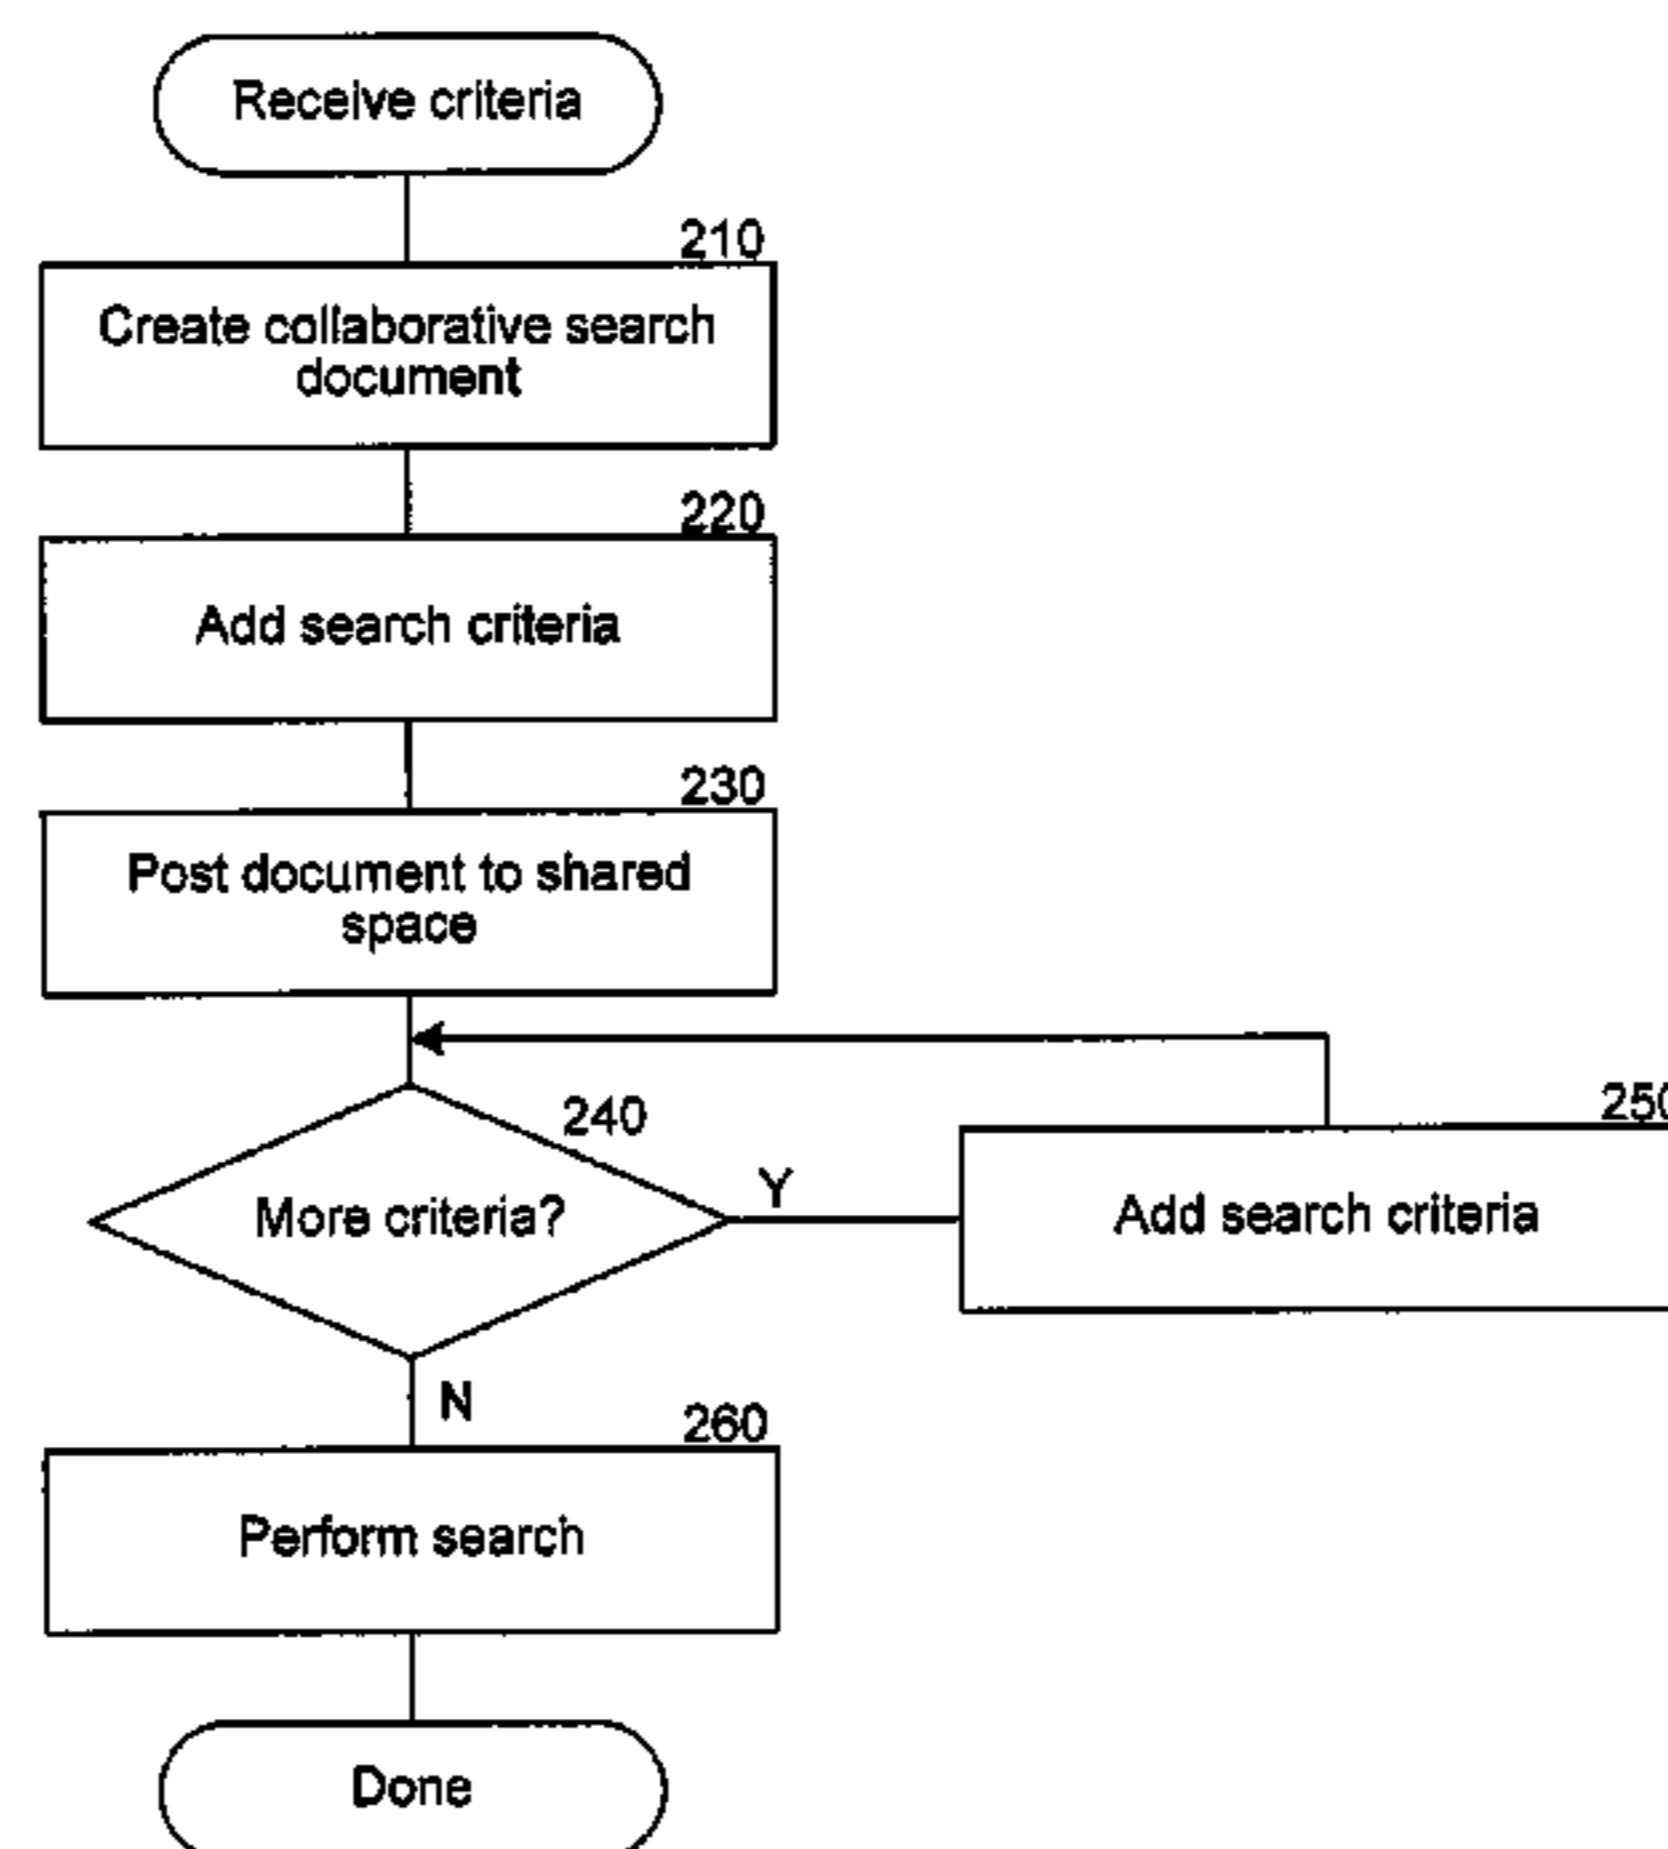 Receive criteria
210
Create collaborative search
document
220
Add search criteria
230
Post document to shared
space
240
More criteria?
Y
250
Add search criteria
N
260
Perform search
Done